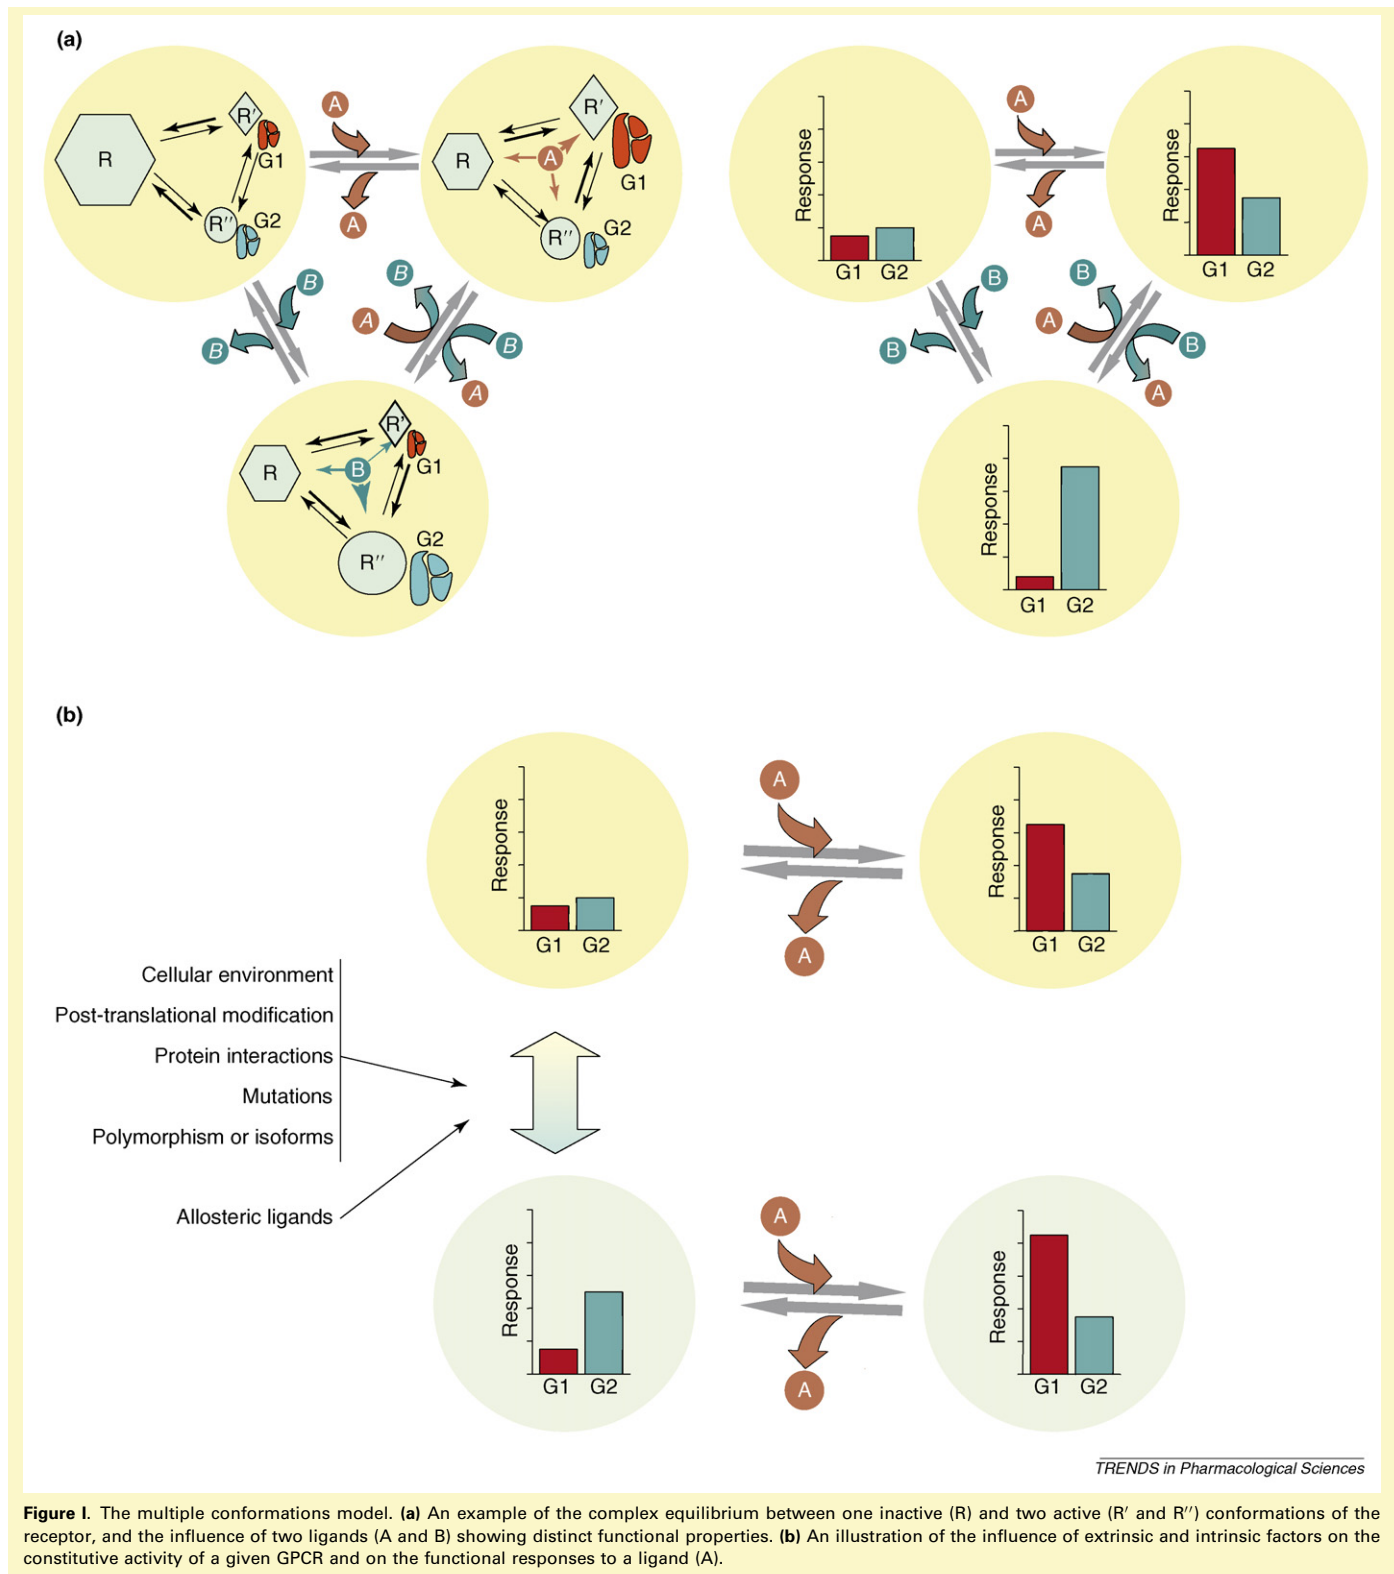 (a)
R
R′
G1
R″
G2
A
A
R
R′
A
G1
R″
G2
B
B
B
A
B
A
R
R′
B
G1
R″
G2
Response
G1 G2
A
A
Response
G1 G2
B
B
B
A
B
A
Response
G1 G2
(b)
Response
G1 G2
A
A
Response
G1 G2
Cellular environment
Post-translational modification
Protein interactions
Mutations
Polymorphism or isoforms
Allosteric ligands
Response
G1 G2
A
A
Response
G1 G2
TRENDS in Pharmacological Sciences
Figure I. The multiple conformations model. (a) An example of the complex equilibrium between one inactive (R) and two active (R′ and R″) conformations of the
receptor, and the influence of two ligands (A and B) showing distinct functional properties. (b) An illustration of the influence of extrinsic and intrinsic factors on the
constitutive activity of a given GPCR and on the functional responses to a ligand (A).